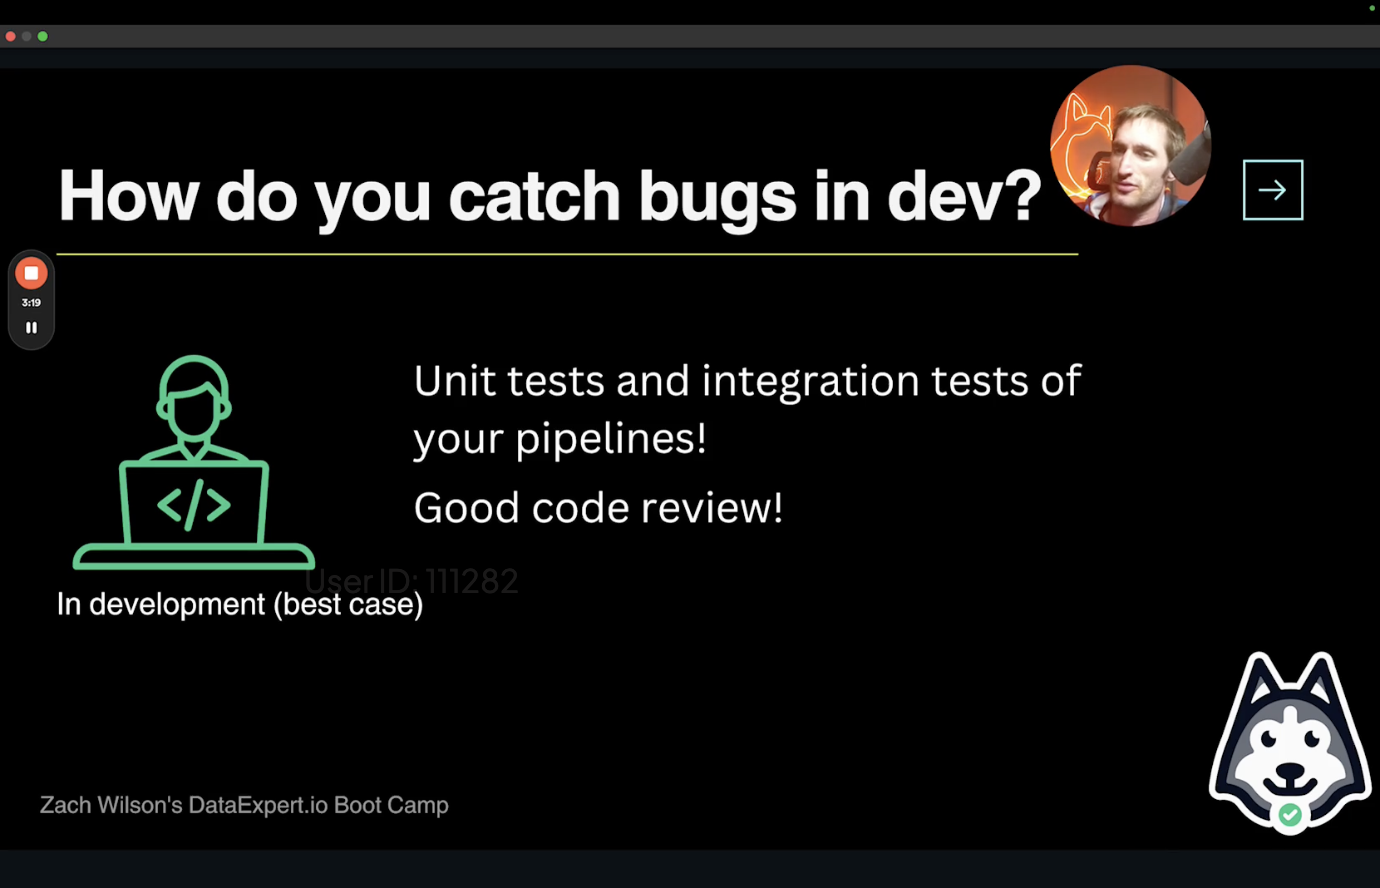 How do you catch bugs in dev?
3:19
Unit tests and integration tests of
your pipelines!
Good code review!
</>
User ID: 111282
In development (best case)
Zach Wilson's DataExpert.io Boot Camp